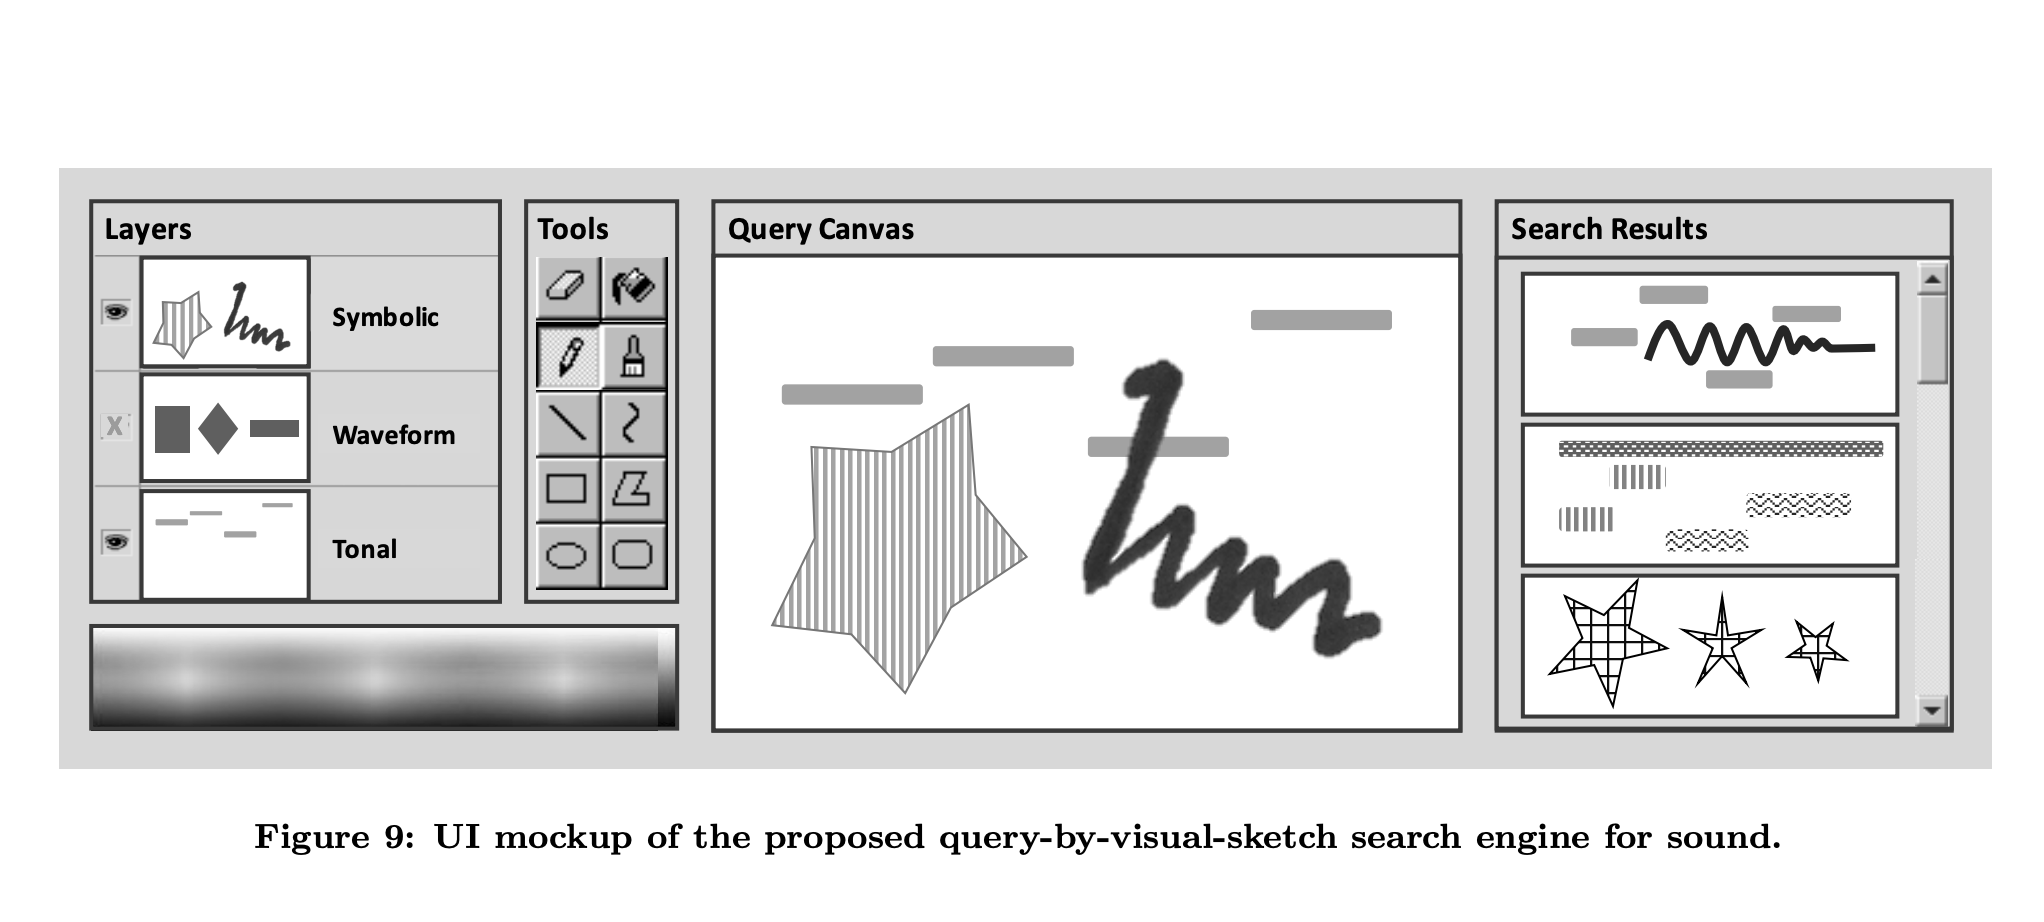 Layers
Symbolic
X
Waveform
Tonal
Tools
Query Canvas
Search Results
Figure 9: UI mockup of the proposed query-by-visual-sketch search engine for sound.